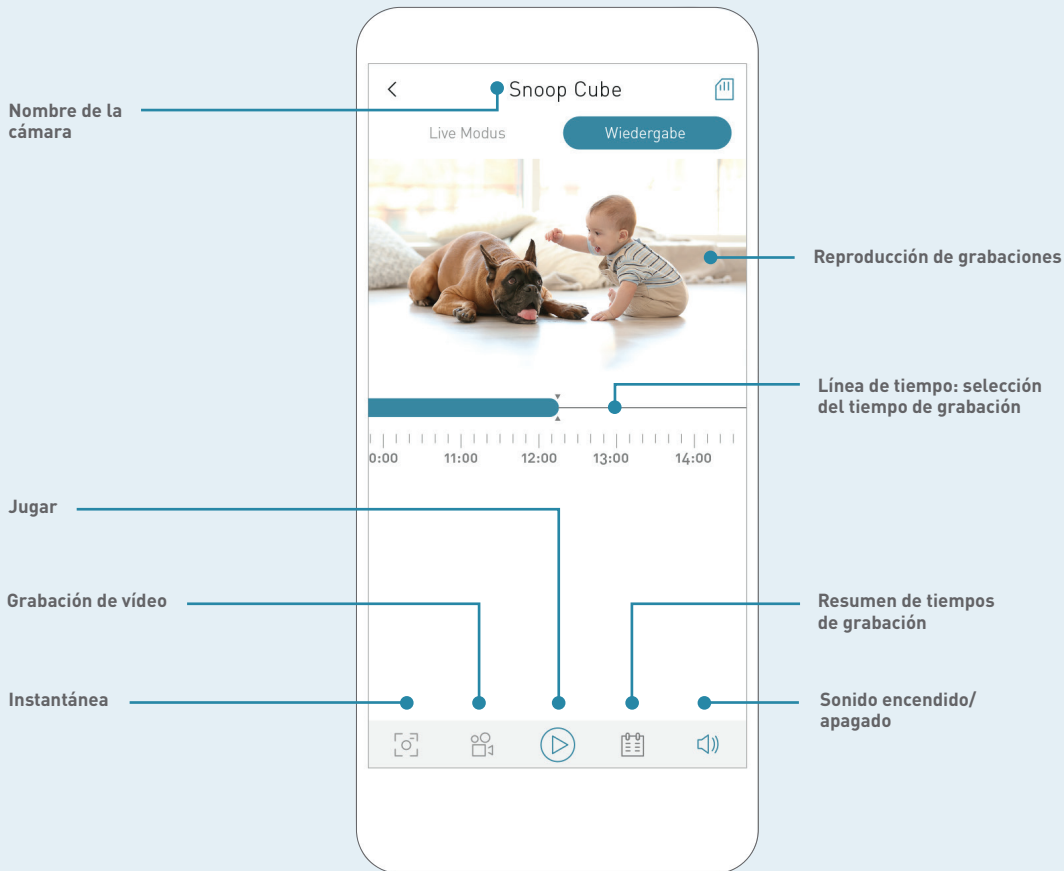 Snoop Cube
Nombre de la
cámara
Live Modus
Wiedergabe
Reproducción de grabaciones
Línea de tiempo: selección
del tiempo de grabación
0:00 11:00 12:00 13:00 14:00
Jugar
Grabación de vídeo
Resumen de tiempos
de grabación
Instantánea
Sonido encendido/
apagado